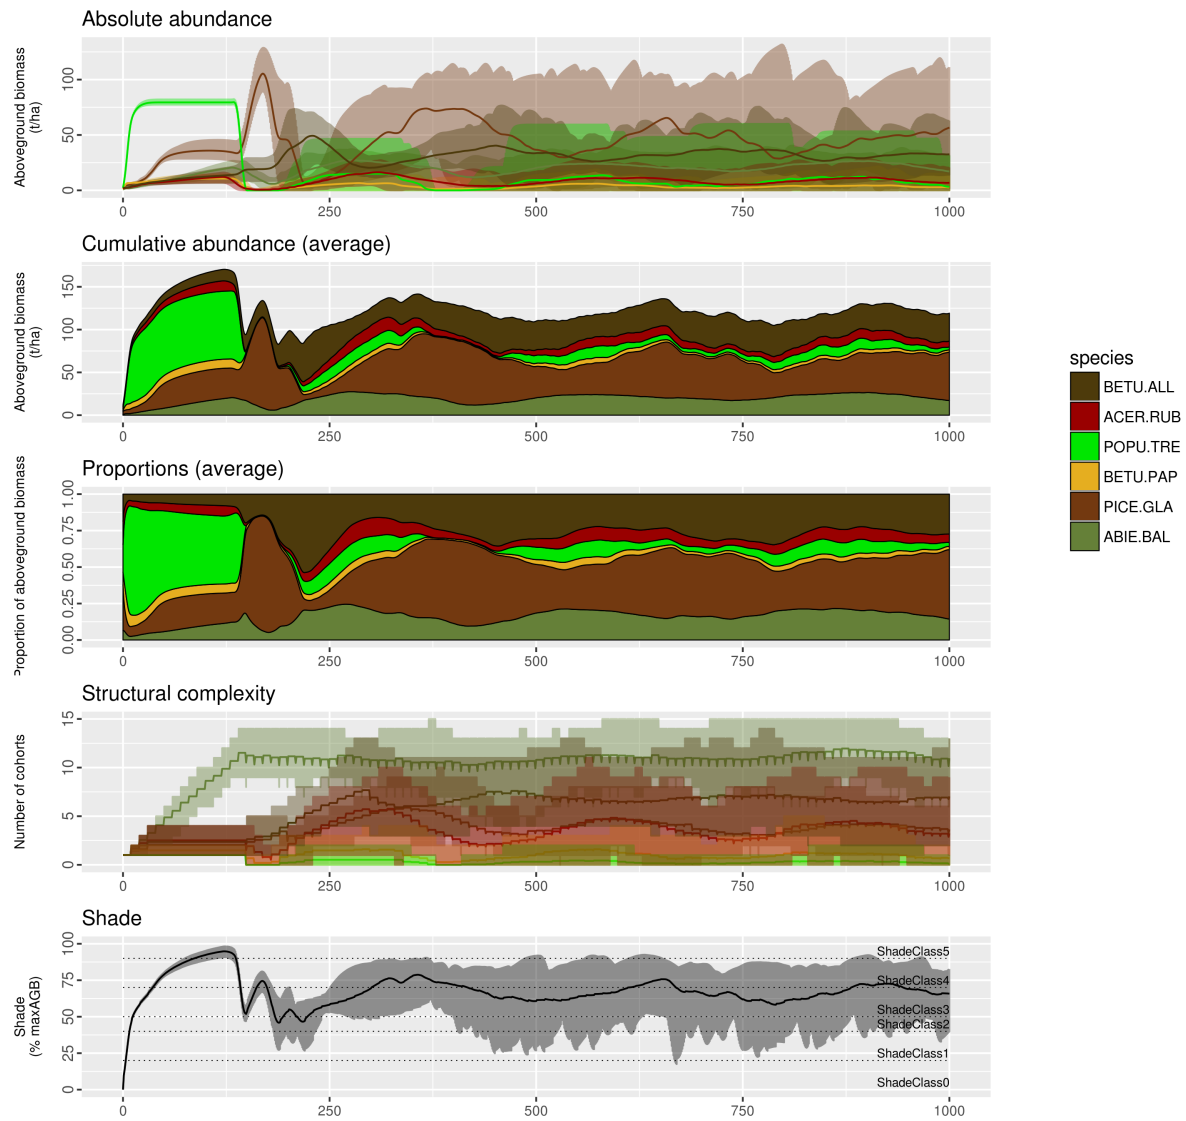 Absolute abundance
Aboveground biomass
(t/ha)
100
50
0
0 250 500 750 1000
Cumulative abundance (average)
Aboveground biomass
(t/ha)
150
100
50
0
0 250 500 750 1000
Proportions (average)
Proportion of aboveground biomass
1.00
0.75
0.50
0.25
0.00
0 250 500 750 1000
Structural complexity
Number of cohorts
15
10
5
0
0 250 500 750 1000
Shade
Shade
(% maxAGB)
100
75
50
25
0
ShadeClass5
ShadeClass4
ShadeClass3
ShadeClass2
ShadeClass1
ShadeClass0
0 250 500 750 1000
species
BETU.ALL
ACER.RUB
POPU.TRE
BETU.PAP
PICE.GLA
ABIE.BAL